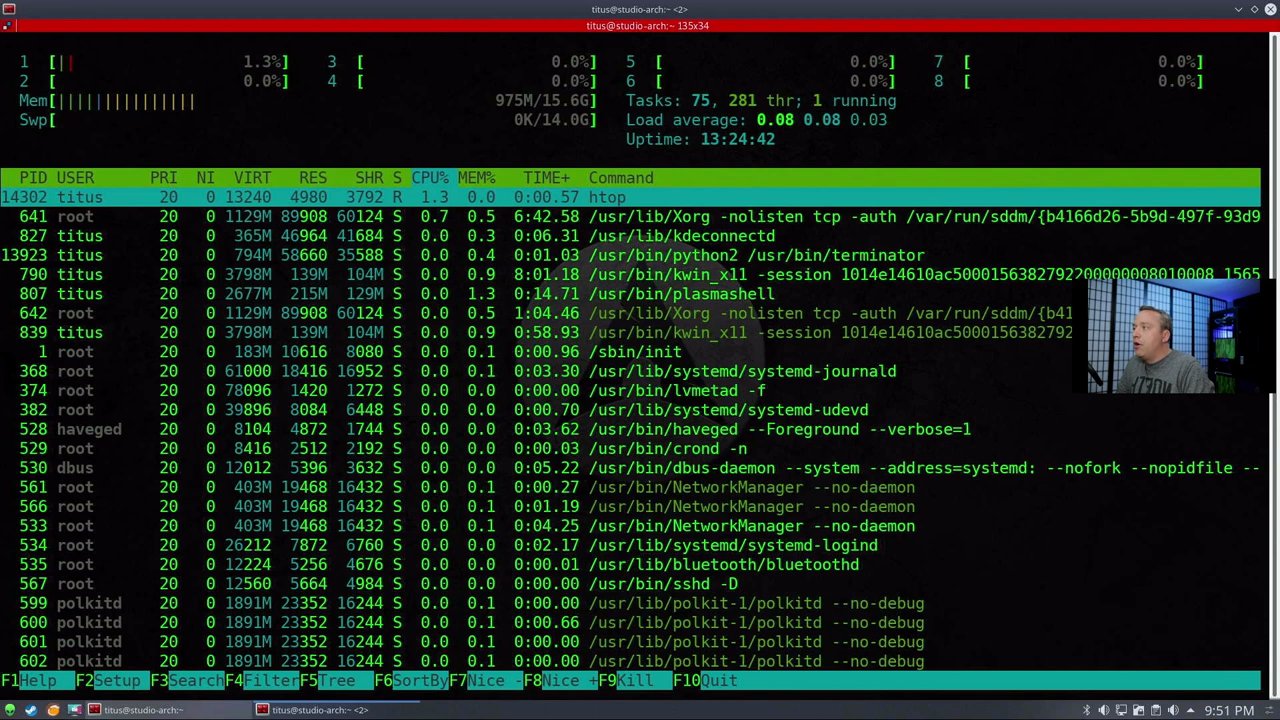 titus@studio-arch:~ <2>
titus@studio-arch:~ 135x34
1 [|| 1.3%] 3 [ 0.0%] 5 [ 0.0%] 7 [ 0.0%]
2 [ 0.0%] 4 [ 0.0%] 6 [ 0.0%] 8 [ 0.0%]
Mem[||||||||||||||| 975M/15.6G] Tasks: 75, 281 thr; 1 running
Swp[ 0K/14.0G] Load average: 0.08 0.08 0.03
Uptime: 13:24:42
PID USER PRI NI VIRT RES SHR S CPU% MEM% TIME+ Command
14302 titus 20 0 13240 4980 3792 R 1.3 0.0 0:00.57 htop
641 root 20 0 1129M 89908 60124 S 0.7 0.5 6:42.58 /usr/lib/Xorg -nolisten tcp -auth /var/run/sddm/{b4166d26-5b9d-497f-93d9
827 titus 20 0 365M 46964 41684 S 0.0 0.3 0:06.31 /usr/lib/kdeconnectd
13923 titus 20 0 794M 58660 35588 S 0.0 0.4 0:01.03 /usr/bin/python2 /usr/bin/terminator
790 titus 20 0 3798M 139M 104M S 0.0 0.9 8:01.18 /usr/bin/kwin_x11 -session 1014e14610ac5000156382792200000008010008_1565
807 titus 20 0 2677M 215M 129M S 0.0 1.3 0:14.71 /usr/bin/plasmashell
642 root 20 0 1129M 89908 60124 S 0.0 0.5 1:04.46 /usr/lib/Xorg -nolisten tcp -auth /var/run/sddm/{b
839 titus 20 0 3798M 139M 104M S 0.0 0.9 0:58.93 /usr/bin/kwin_x11 -session 1014e14610ac50001563827
1 root 20 0 183M 10616 8080 S 0.0 0.1 0:00.96 /sbin/init
368 root 20 0 61000 18416 16952 S 0.0 0.1 0:03.30 /usr/lib/systemd/systemd-journald
374 root 20 0 78096 1420 1272 S 0.0 0.0 0:00.00 /usr/bin/lvmetad -f
382 root 20 0 39896 8084 6448 S 0.0 0.0 0:00.70 /usr/lib/systemd/systemd-udevd
528 haveged 20 0 8104 4872 1744 S 0.0 0.0 0:03.62 /usr/bin/haveged --Foreground --verbose=1
529 root 20 0 8416 2512 2192 S 0.0 0.0 0:00.03 /usr/bin/crond -n
530 dbus 20 0 12012 5396 3632 S 0.0 0.0 0:05.22 /usr/bin/dbus-daemon --system --address=systemd: --nofork --nopidfile --
561 root 20 0 403M 19468 16432 S 0.0 0.1 0:00.27 /usr/bin/NetworkManager --no-daemon
566 root 20 0 403M 19468 16432 S 0.0 0.1 0:01.19 /usr/bin/NetworkManager --no-daemon
533 root 20 0 403M 19468 16432 S 0.0 0.1 0:04.25 /usr/bin/NetworkManager --no-daemon
534 root 20 0 26212 7872 6760 S 0.0 0.0 0:02.17 /usr/lib/systemd/systemd-logind
535 root 20 0 12224 5256 4676 S 0.0 0.0 0:00.01 /usr/lib/bluetooth/bluetoothd
567 root 20 0 12560 5664 4984 S 0.0 0.0 0:00.00 /usr/bin/sshd -D
599 polkitd 20 0 1891M 23352 16244 S 0.0 0.1 0:00.00 /usr/lib/polkit-1/polkitd --no-debug
600 polkitd 20 0 1891M 23352 16244 S 0.0 0.1 0:00.66 /usr/lib/polkit-1/polkitd --no-debug
601 polkitd 20 0 1891M 23352 16244 S 0.0 0.1 0:00.00 /usr/lib/polkit-1/polkitd --no-debug
602 polkitd 20 0 1891M 23352 16244 S 0.0 0.1 0:00.00 /usr/lib/polkit-1/polkitd --no-debug
F1Help F2Setup F3SearchF4FilterF5Tree F6SortByF7Nice -F8Nice +F9Kill F10Quit
titus@studio-arch:~ titus@studio-arch:~ <2> 9:51 PM